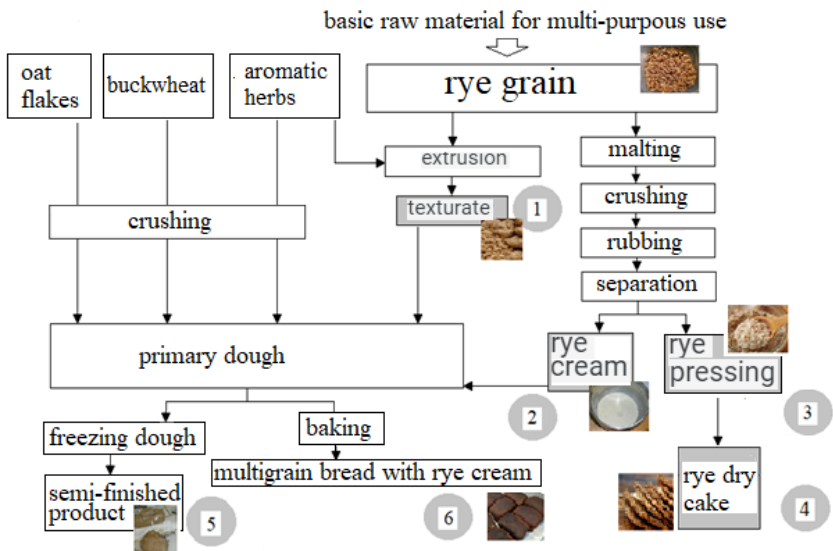 basic raw material for multi-purpous use
oat
flakes
buckwheat
aromatic
herbs
rye grain
extrusion
malting
texturate
1
crushing
crushing
rubbing
separation
primary dough
rye
cream
rye
pressing
2
3
freezing dough
baking
multigrain bread with rye cream
semi-finished
product
5
6
rye dry
cake
4